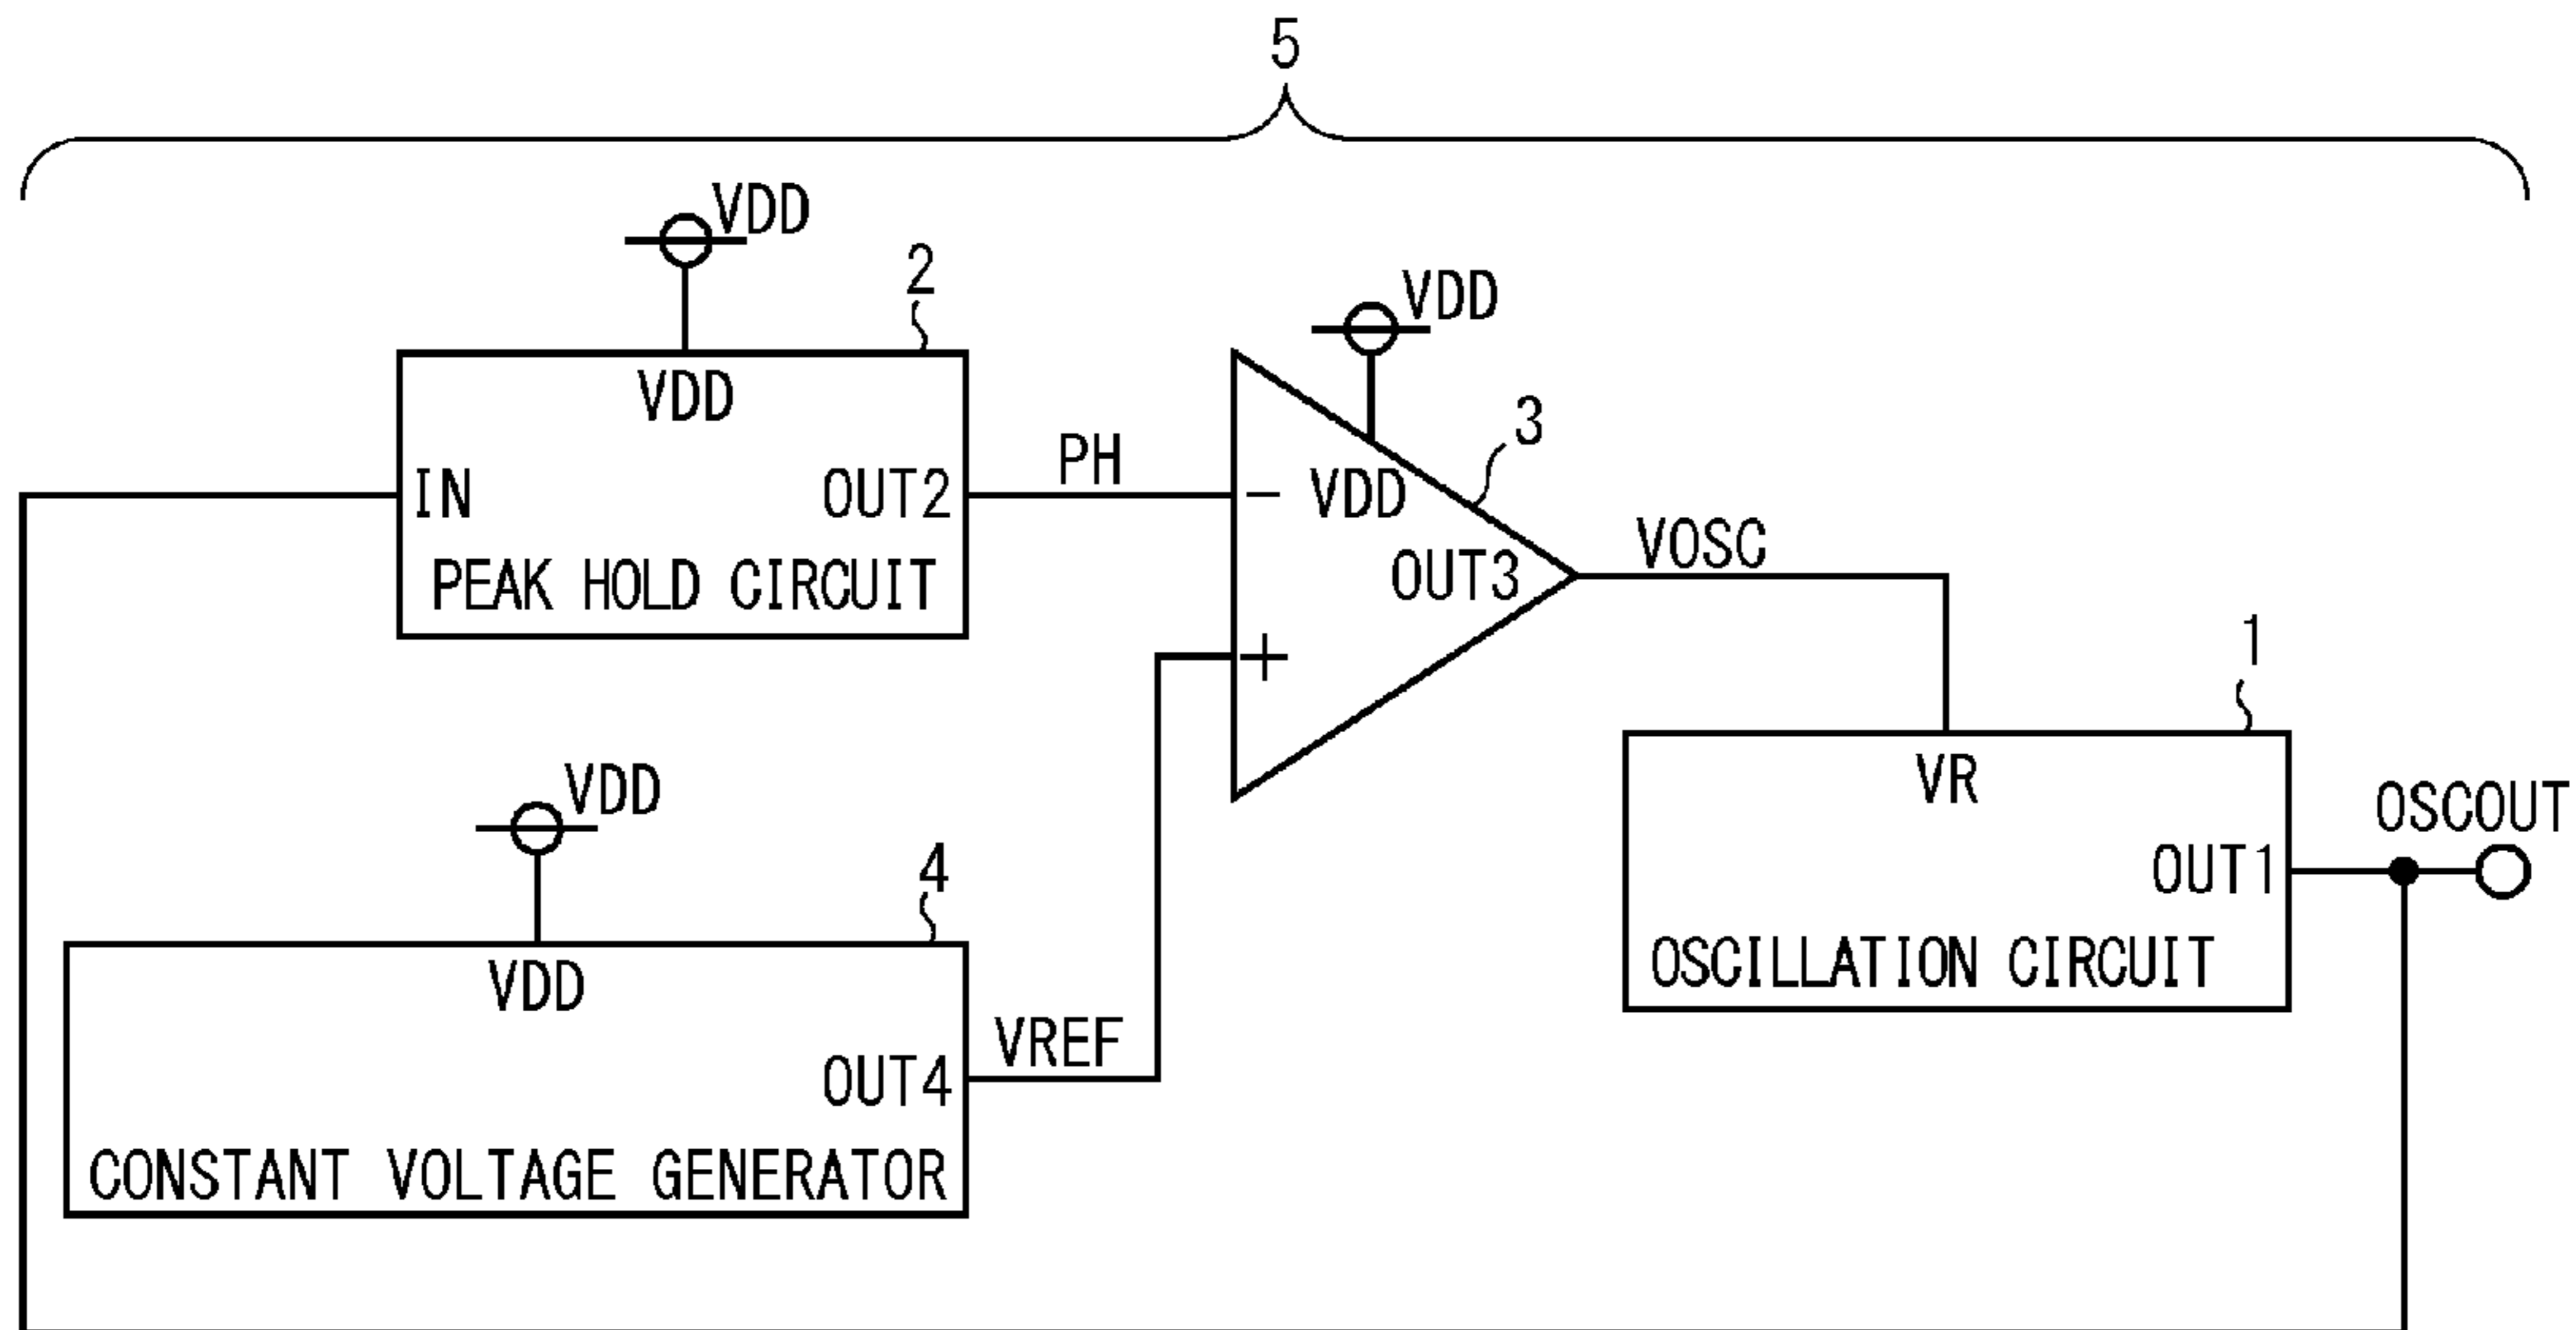 5
VDD
2
VDD
VDD
3
VDD
IN
OUT2
PEAK HOLD CIRCUIT
PH
-
VDD
OUT3
+
VOSC
1
VR
OUT1
OSCILLATION CIRCUIT
OSCOUT
VDD
4
VDD
OUT4
CONSTANT VOLTAGE GENERATOR
VREF